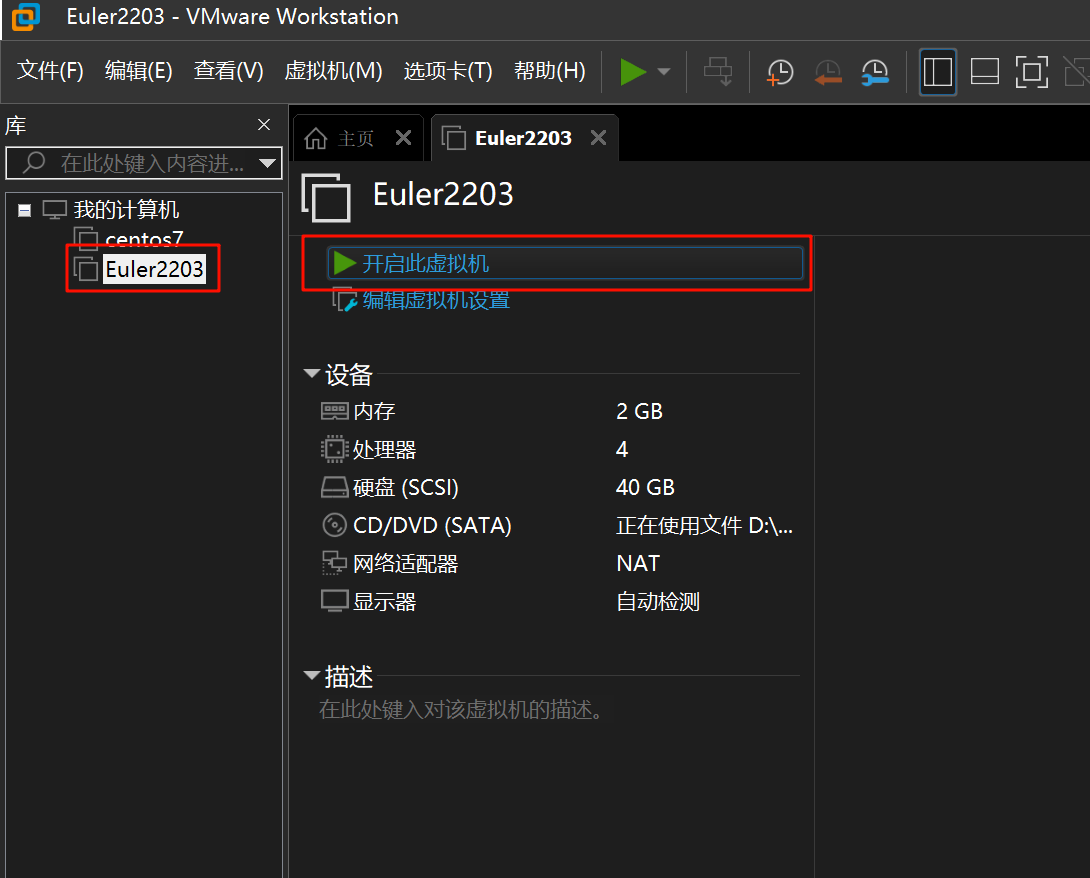 Euler2203 - VMware Workstation
文件(F) 编辑(E) 查看(V) 虚拟机(M) 选项卡(T) 帮助(H)
库
在此处键入内容进...
我的计算机
centos7
Euler2203
主页 Euler2203
Euler2203
开启此虚拟机
编辑虚拟机设置
设备
内存 2 GB
处理器 4
硬盘 (SCSI) 40 GB
CD/DVD (SATA) 正在使用文件 D:\...
网络适配器 NAT
显示器 自动检测
描述
在此处键入对该虚拟机的描述。